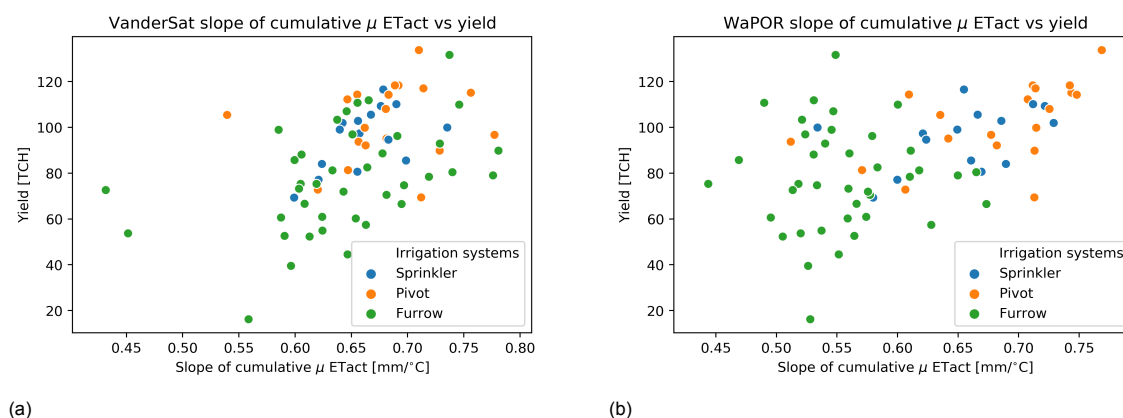 VanderSat slope of cumulative μ ETact vs yield
Yield [TCH]
120
100
80
60
40
20
Irrigation systems
Sprinkler
Pivot
Furrow
0.45 0.50 0.55 0.60 0.65 0.70 0.75 0.80
Slope of cumulative μ ETact [mm/°C]
(a)
WaPOR slope of cumulative μ ETact vs yield
Yield [TCH]
120
100
80
60
40
20
Irrigation systems
Sprinkler
Pivot
Furrow
0.45 0.50 0.55 0.60 0.65 0.70 0.75
Slope of cumulative μ ETact [mm/°C]
(b)